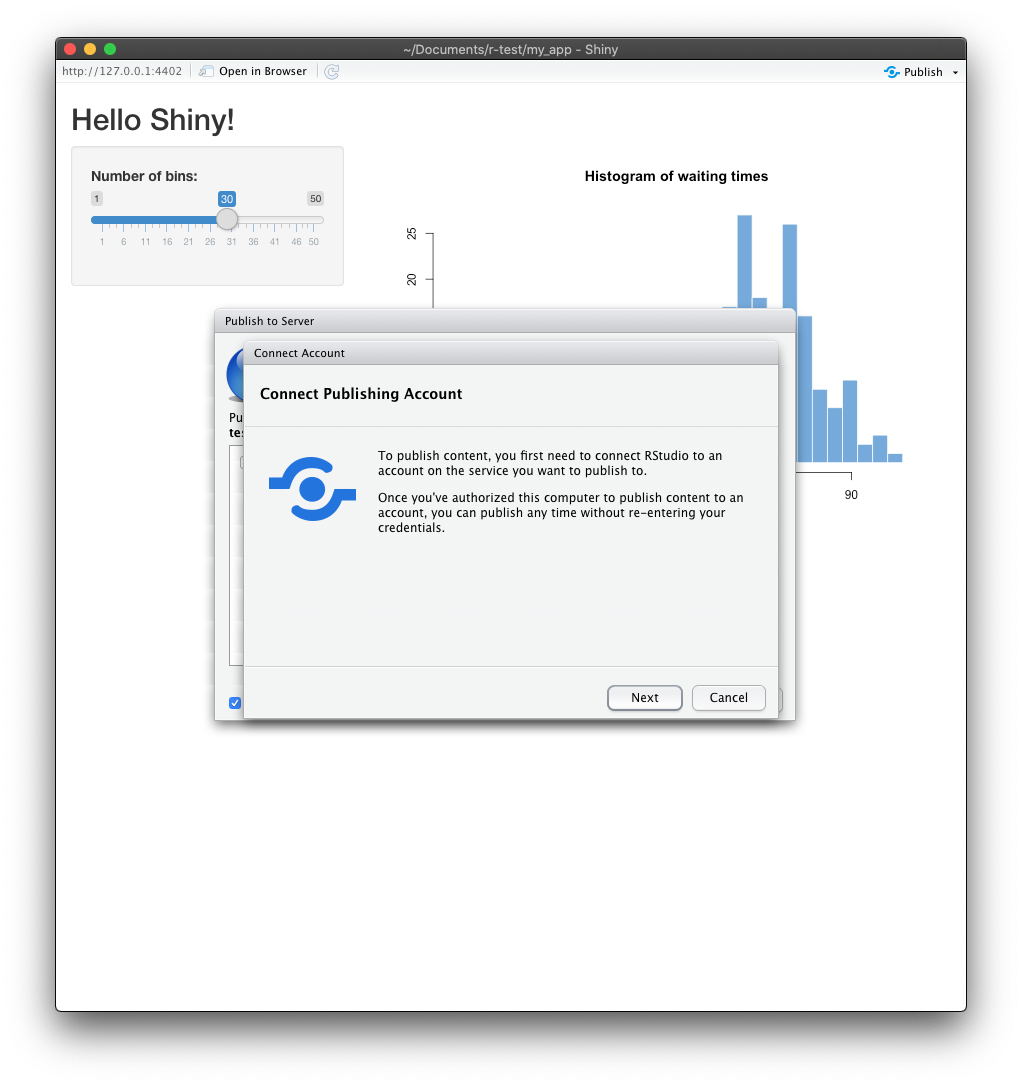 ~/Documents/r-test/my_app - Shiny
http://127.0.0.1:4402 Open in Browser Publish
Hello Shiny!
Number of bins:
1 30 50
1 6 11 16 21 26 31 36 41 46 50
Histogram of waiting times
25
20
90
Publish to Server
Connect Account
Connect Publishing Account
To publish content, you first need to connect RStudio to an
account on the service you want to publish to.
Once you've authorized this computer to publish content to an
account, you can publish any time without re-entering your
credentials.
Next Cancel